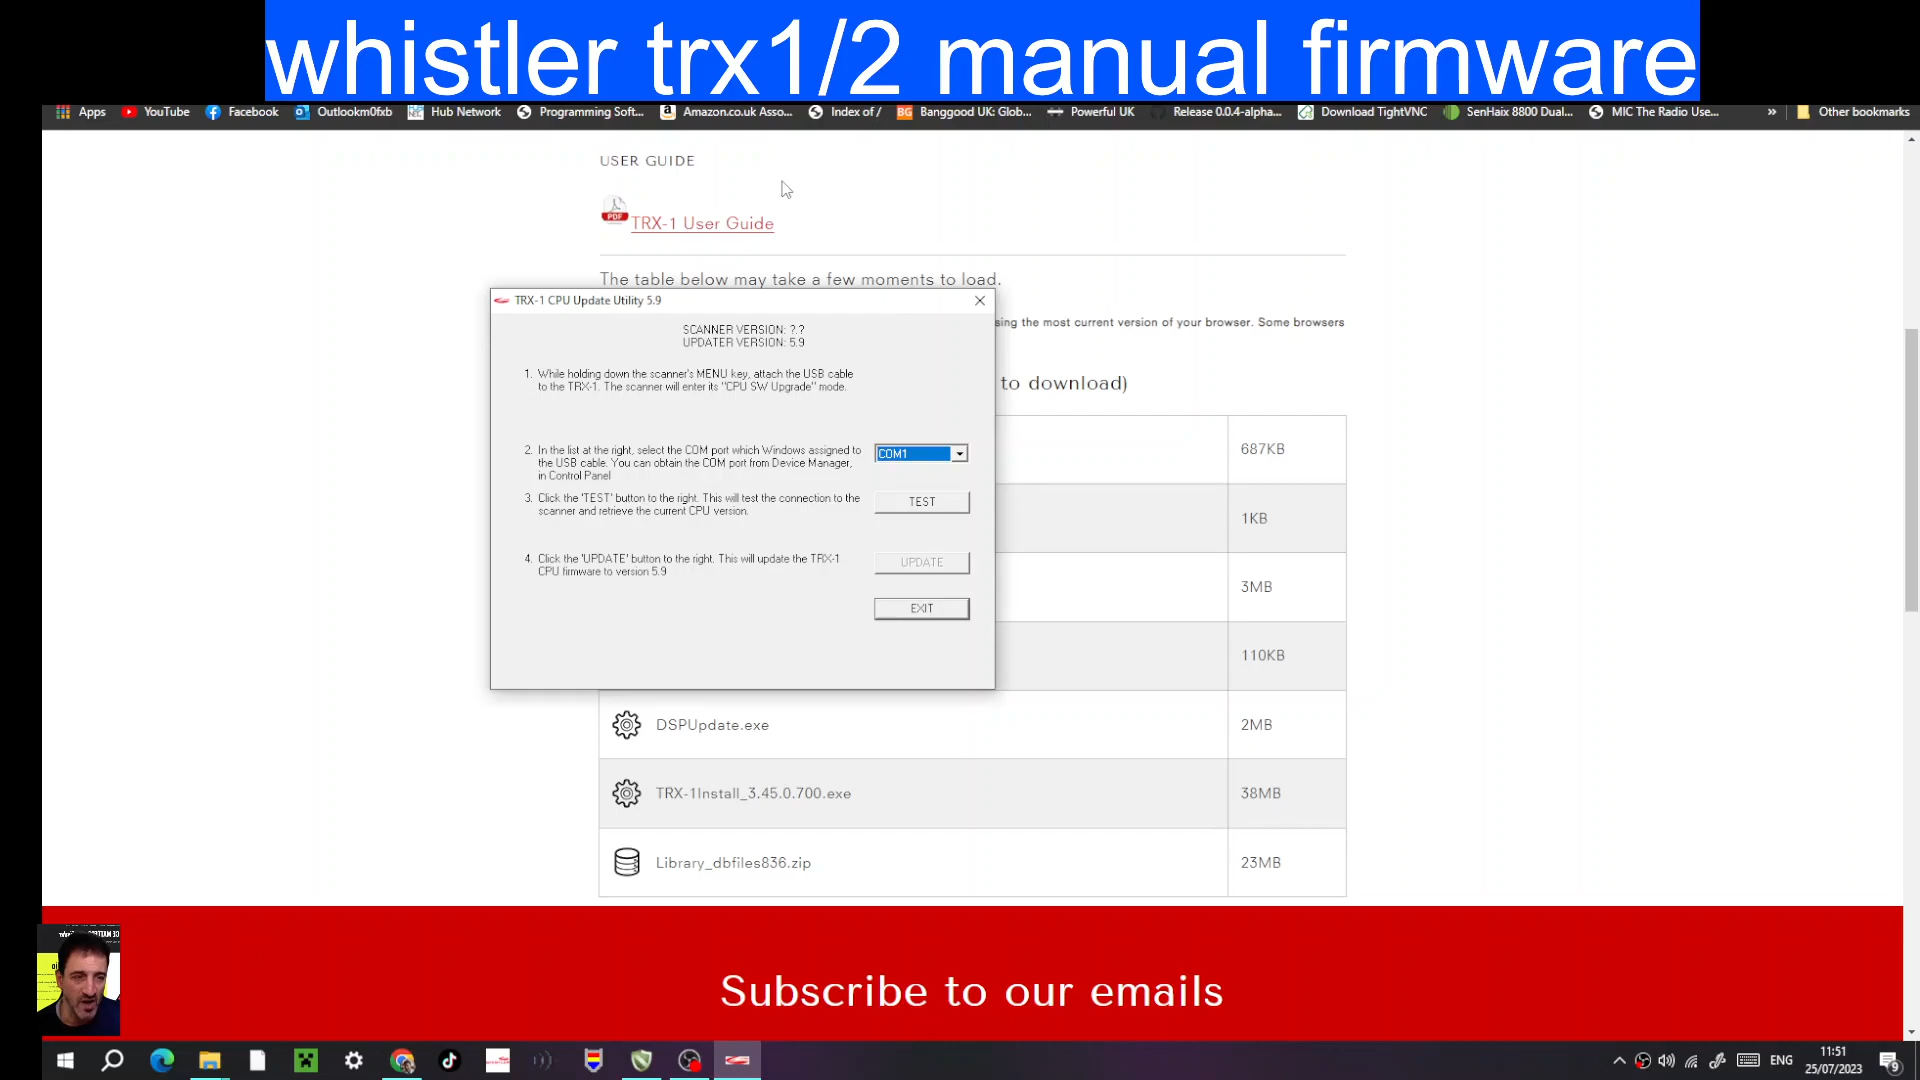 whistler trx1/2 manual firmware
Apps YouTube Facebook Outlookm0fxb Hub Network Programming Soft... Amazon.co.uk Asso... Index of / Banggood UK: Glob... Powerful UK Release 0.0.4-alpha... Download TightVNC SenHaix 8800 Dual... MIC The Radio Use... » Other bookmarks
USER GUIDE
PDF TRX-1 User Guide
The table below may take a few moments to load.
TRX-1 CPU Update Utility 5.9
SCANNER VERSION: ?.?
UPDATER VERSION: 5.9
sing the most current version of your browser. Some browsers
1. While holding down the scanner's MENU key, attach the USB cable
to the TRX-1. The scanner will enter its "CPU SW Upgrade" mode.
to download)
2. In the list at the right, select the COM port which Windows assigned to
the USB cable. You can obtain the COM port from Device Manager,
in Control Panel
COM1
687KB
3. Click the 'TEST' button to the right. This will test the connection to the
scanner and retrieve the current CPU version.
TEST
1KB
4. Click the 'UPDATE' button to the right. This will update the TRX-1
CPU firmware to version 5.9
UPDATE
3MB
EXIT
110KB
DSPUpdate.exe 2MB
TRX-1Install_3.45.0.700.exe 38MB
Library_dbfiles836.zip 23MB
Subscribe to our emails
ENG
11:51
25/07/2023
9